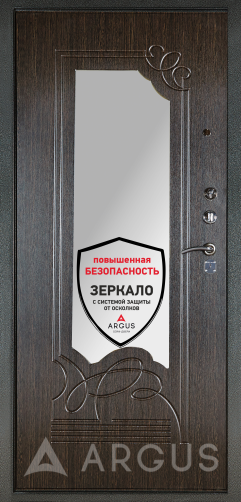 повышенная
БЕЗОПАСНОСТЬ
ЗЕРКАЛО
С СИСТЕМОЙ ЗАЩИТЫ
ОТ ОСКОЛКОВ
ARGUS
ARGUS